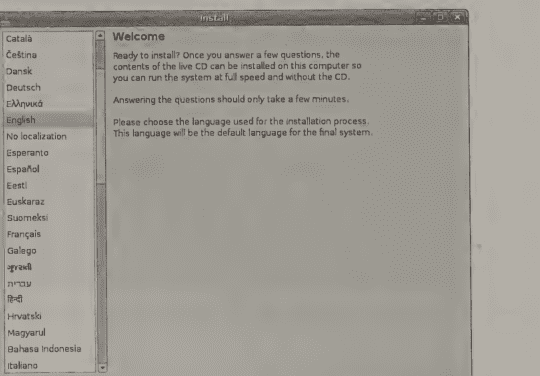 Install
Català
Čeština
Dansk
Deutsch
Ελληνικά
English
No localization
Esperanto
Español
Eesti
Euskaraz
Suomeksi
Français
Galego
ગુજરાતી
עברית
हिन्दी
Hrvatski
Magyarul
Bahasa Indonesia
Italiano
Welcome
Ready to install? Once you answer a few questions, the
contents of the live CD can be installed on this computer so
you can run the system at full speed and without the CD.
Answering the questions should only take a few minutes.
Please choose the language used for the installation process.
This language will be the default language for the final system.